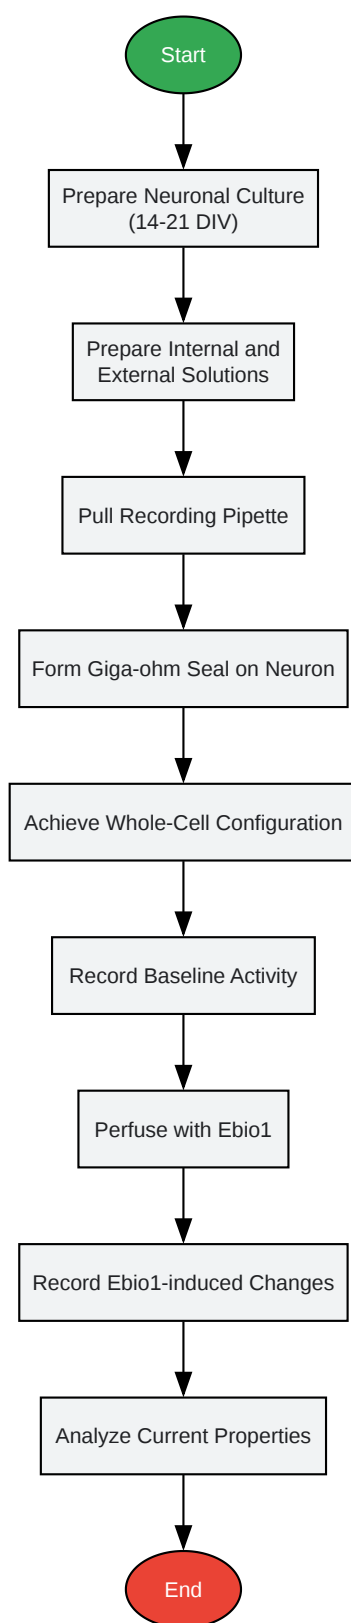 Start
Prepare Neuronal Culture
(14-21 DIV)
Prepare Internal and
External Solutions
Pull Recording Pipette
Form Giga-ohm Seal on Neuron
Achieve Whole-Cell Configuration
Record Baseline Activity
Perfuse with Ebio1
Record Ebio1-induced Changes
Analyze Current Properties
End